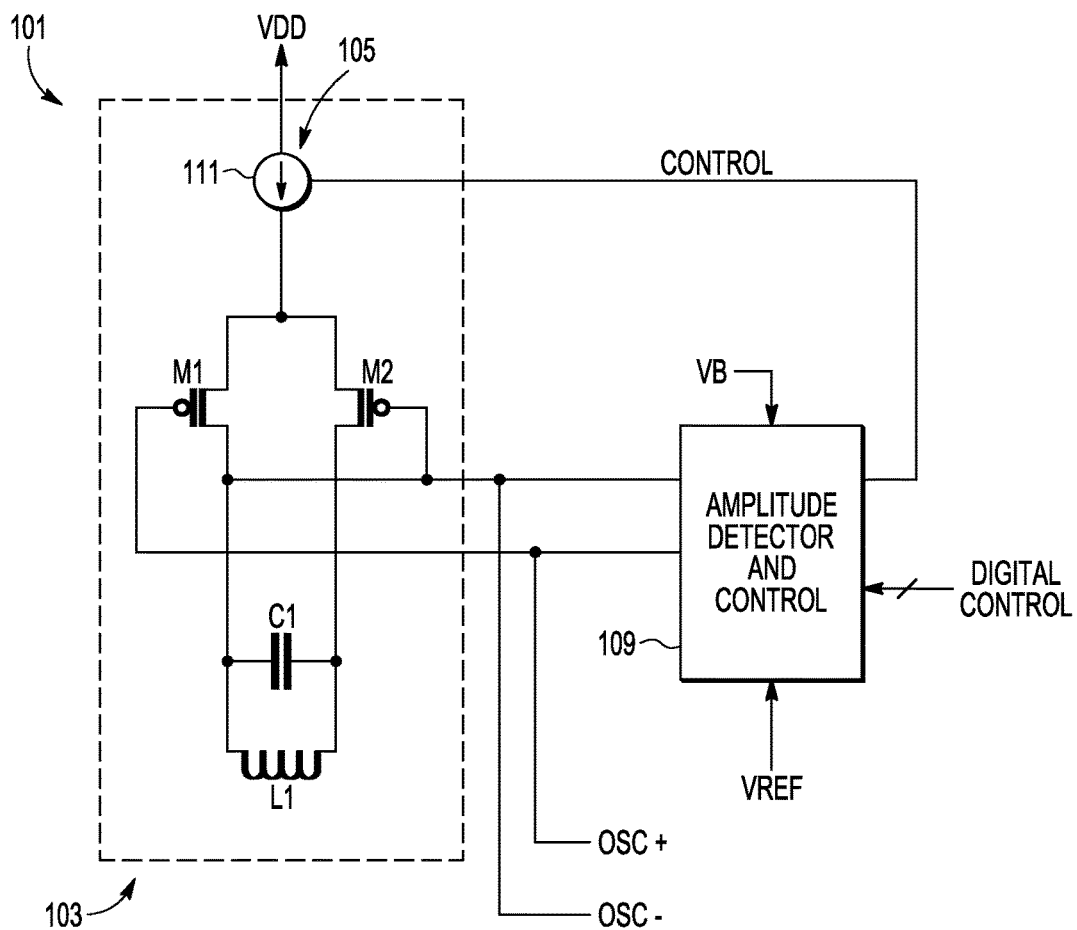 101
VDD
105
111
CONTROL
M1
M2
VB
AMPLITUDE
DETECTOR
AND
CONTROL
DIGITAL
CONTROL
C1
109
L1
VREF
OSC +
OSC -
103